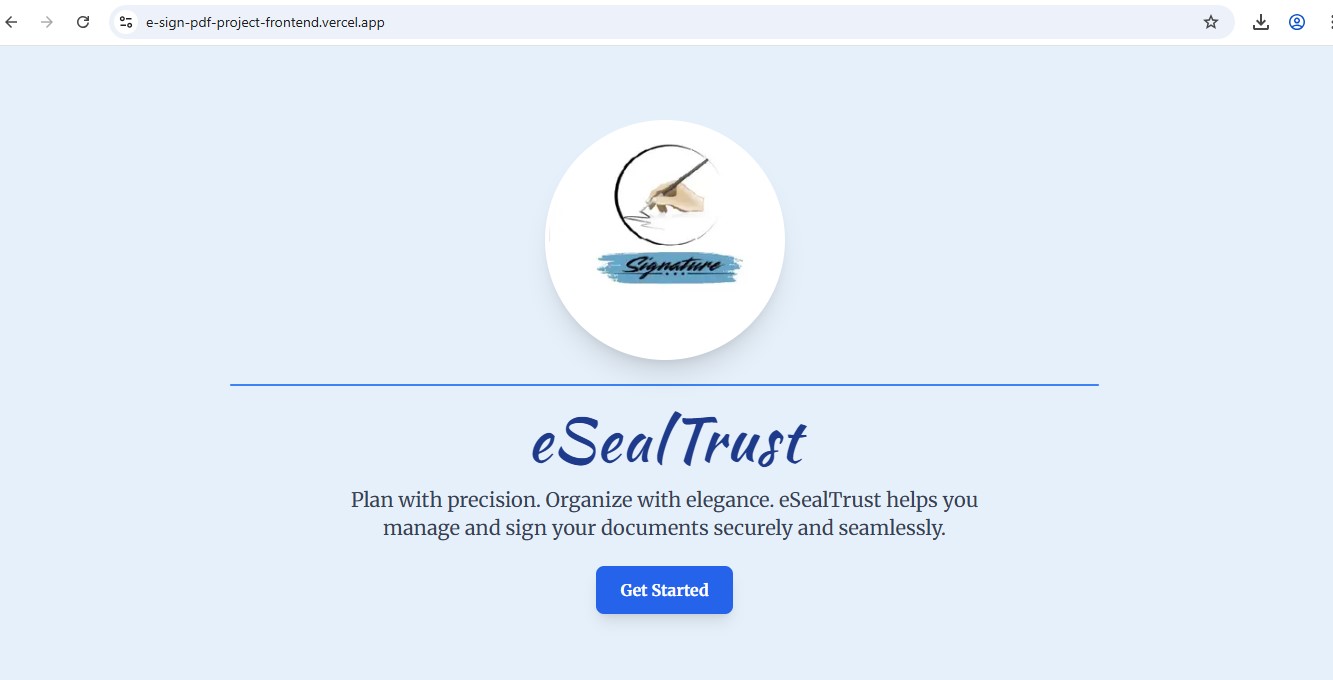 e-sign-pdf-project-frontend.vercel.app
Signature
eSealTrust
Plan with precision. Organize with elegance. eSealTrust helps you
manage and sign your documents securely and seamlessly.
Get Started